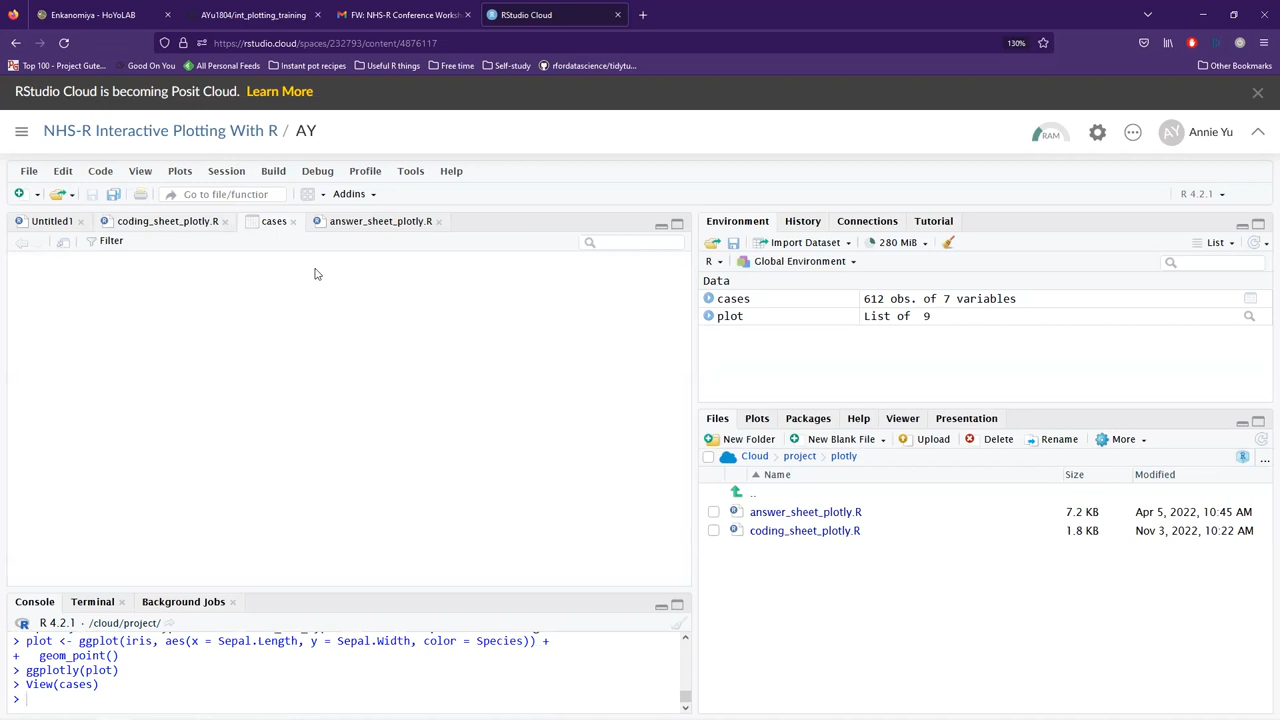 Enkanomiya - HoYoLAB
AYu1804/int_plotting_training
FW: NHS-R Conference Worksh
RStudio Cloud
https://rstudio.cloud/spaces/232793/content/4876117
130%
Top 100 - Project Gute...
Good On You
All Personal Feeds
Instant pot recipes
Useful R things
Free time
Self-study
rfordatascience/tidytu...
Other Bookmarks
RStudio Cloud is becoming Posit Cloud. Learn More
NHS-R Interactive Plotting With R / AY
RAM
AY
Annie Yu
File Edit Code View Plots Session Build Debug Profile Tools Help
Go to file/function
Addins
R 4.2.1
Untitled1
coding_sheet_plotly.R
cases
answer_sheet_plotly.R
Filter
Environment History Connections Tutorial
Import Dataset
280 MiB
List
R
Global Environment
Data
cases 612 obs. of 7 variables
plot List of 9
Files Plots Packages Help Viewer Presentation
New Folder New Blank File Upload Delete Rename More
Cloud project plotly
...
Name Size Modified
..
answer_sheet_plotly.R 7.2 KB Apr 5, 2022, 10:45 AM
coding_sheet_plotly.R 1.8 KB Nov 3, 2022, 10:22 AM
Console Terminal Background Jobs
R 4.2.1 · /cloud/project/
> plot <- ggplot(iris, aes(x = Sepal.Length, y = Sepal.Width, color = Species)) +
+ geom_point()
> ggplotly(plot)
> View(cases)
>